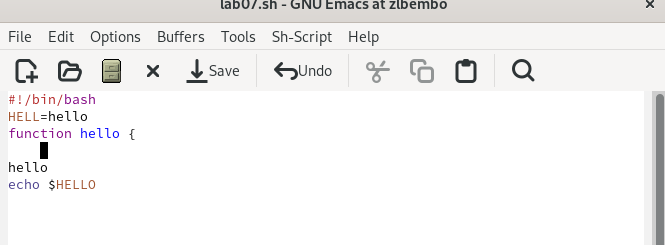 lab07.sh - GNU Emacs at zlbembo
File Edit Options Buffers Tools Sh-Script Help
Save Undo
#!/bin/bash
HELL=hello
function hello {
hello
echo $HELLO